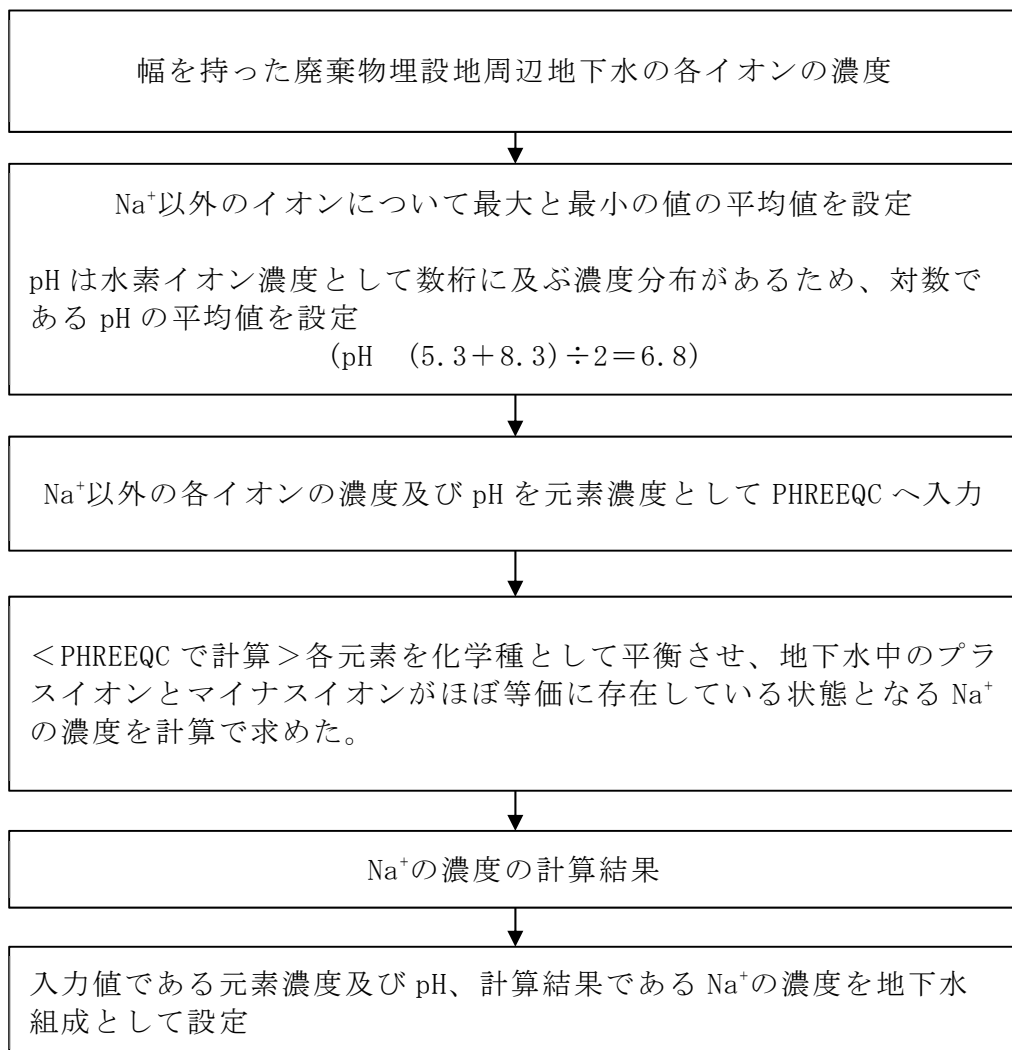 幅を持った廃棄物埋設地周辺地下水の各イオンの濃度
Na⁺以外のイオンについて最大と最小の値の平均値を設定
pHは水素イオン濃度として数桁に及ぶ濃度分布があるため、対数で
あるpHの平均値を設定
(pH (5.3+8.3)÷2=6.8)
Na⁺以外の各イオンの濃度及びpHを元素濃度としてPHREEQCへ入力
<PHREEQCで計算>各元素を化学種として平衡させ、地下水中のプラ
スイオンとマイナスイオンがほぼ等価に存在している状態となるNa⁺
の濃度を計算で求めた。
Na⁺の濃度の計算結果
入力値である元素濃度及びpH、計算結果であるNa⁺の濃度を地下水
組成として設定